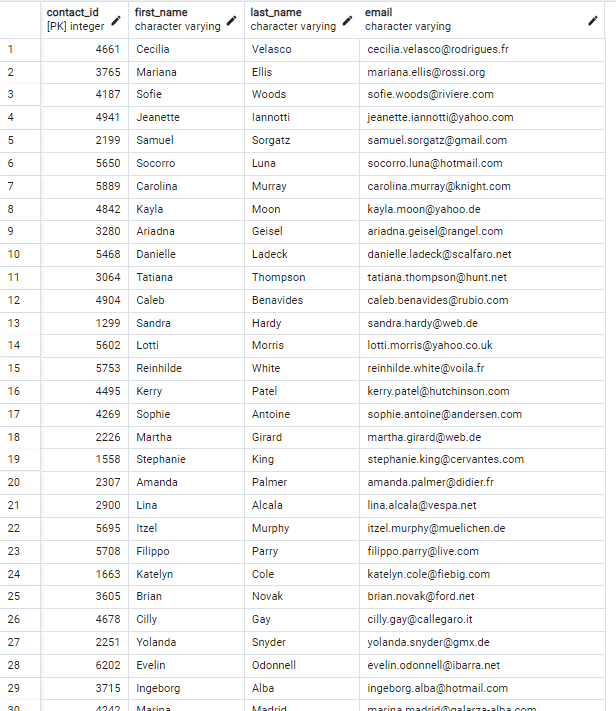 contact_id first_name last_name email
[PK] integer character varying character varying character varying
1 4661 Cecilia Velasco cecilia.velasco@rodrigues.fr
2 3765 Mariana Ellis mariana.ellis@rossi.org
3 4187 Sofie Woods sofie.woods@riviere.com
4 4941 Jeanette Iannotti jeanette.iannotti@yahoo.com
5 2199 Samuel Sorgatz samuel.sorgatz@gmail.com
6 5650 Socorro Luna socorro.luna@hotmail.com
7 5889 Carolina Murray carolina.murray@knight.com
8 4842 Kayla Moon kayla.moon@yahoo.de
9 3280 Ariadna Geisel ariadna.geisel@rangel.com
10 5468 Danielle Ladeck danielle.ladeck@scalfaro.net
11 3064 Tatiana Thompson tatiana.thompson@hunt.net
12 4904 Caleb Benavides caleb.benavides@rubio.com
13 1299 Sandra Hardy sandra.hardy@web.de
14 5602 Lotti Morris lotti.morris@yahoo.co.uk
15 5753 Reinhilde White reinhilde.white@voila.fr
16 4495 Kerry Patel kerry.patel@hutchinson.com
17 4269 Sophie Antoine sophie.antoine@andersen.com
18 2226 Martha Girard martha.girard@web.de
19 1558 Stephanie King stephanie.king@cervantes.com
20 2307 Amanda Palmer amanda.palmer@didier.fr
21 2900 Lina Alcala lina.alcala@vespa.net
22 5695 Itzel Murphy itzel.murphy@muelichen.de
23 5708 Filippo Parry filippo.parry@live.com
24 1663 Katelyn Cole katelyn.cole@fiebig.com
25 3605 Brian Novak brian.novak@ford.net
26 4678 Cilly Gay cilly.gay@callegaro.it
27 2251 Yolanda Snyder yolanda.snyder@gmx.de
28 6202 Evelin Odonnell evelin.odonnell@ibarra.net
29 3715 Ingeborg Alba ingeborg.alba@hotmail.com
30 4242 Marina Madrid marina.madrid@galarza-alba.com